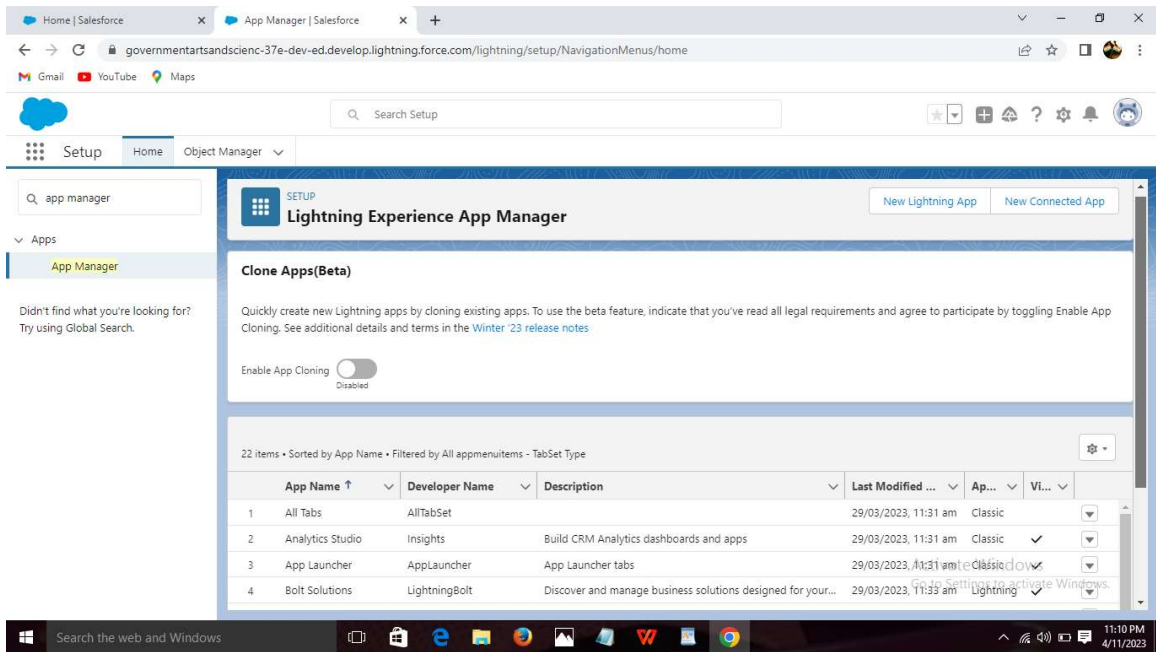 Home | Salesforce
App Manager | Salesforce
governmentartsandscienc-37e-dev-ed.develop.lightning.force.com/lightning/setup/NavigationMenus/home
Gmail YouTube Maps
Search Setup
Setup Home Object Manager
app manager
Apps
App Manager
Didn't find what you're looking for?
Try using Global Search.
SETUP
Lightning Experience App Manager
New Lightning App New Connected App
Clone Apps(Beta)
Quickly create new Lightning apps by cloning existing apps. To use the beta feature, indicate that you've read all legal requirements and agree to participate by toggling Enable App
Cloning. See additional details and terms in the Winter '23 release notes
Enable App Cloning
Disabled
22 items • Sorted by App Name • Filtered by All appmenuitems - TabSet Type
App Name Developer Name Description Last Modified ... Ap... Vi...
1 All Tabs AllTabSet 29/03/2023, 11:31 am Classic
2 Analytics Studio Insights Build CRM Analytics dashboards and apps 29/03/2023, 11:31 am Classic
3 App Launcher AppLauncher App Launcher tabs 29/03/2023, 11:31 am Classic
4 Bolt Solutions LightningBolt Discover and manage business solutions designed for your... 29/03/2023, 11:33 am Lightning
Activate Windows
Go to Settings to activate Windows.
Search the web and Windows
11:10 PM
4/11/2023